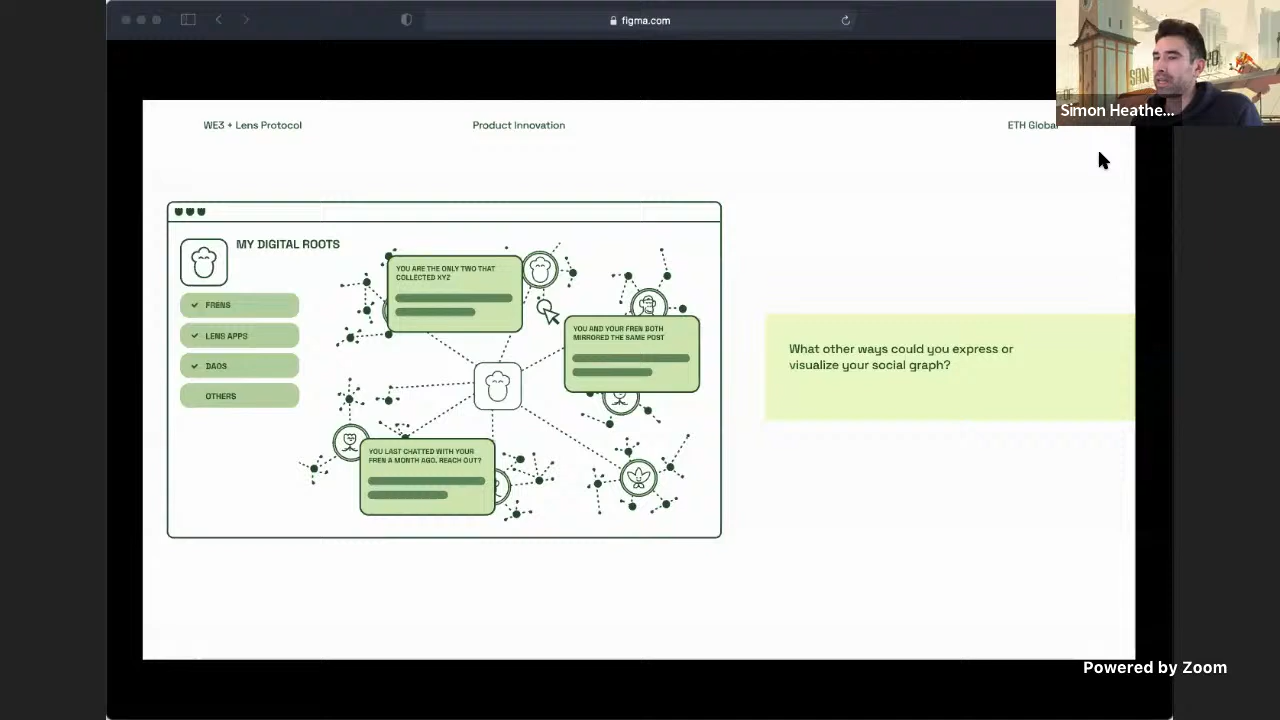 figma.com
Simon Heathe...
WE3 + Lens Protocol
Product Innovation
ETH Global
MY DIGITAL ROOTS
FRENS
LENS APPS
DAOS
OTHERS
YOU ARE THE ONLY TWO THAT
COLLECTED XYZ
YOU AND YOUR FREN BOTH
MIRRORED THE SAME POST
YOU LAST CHATTED WITH YOUR
FREN A MONTH AGO. REACH OUT?
What other ways could you express or
visualize your social graph?
Powered by Zoom